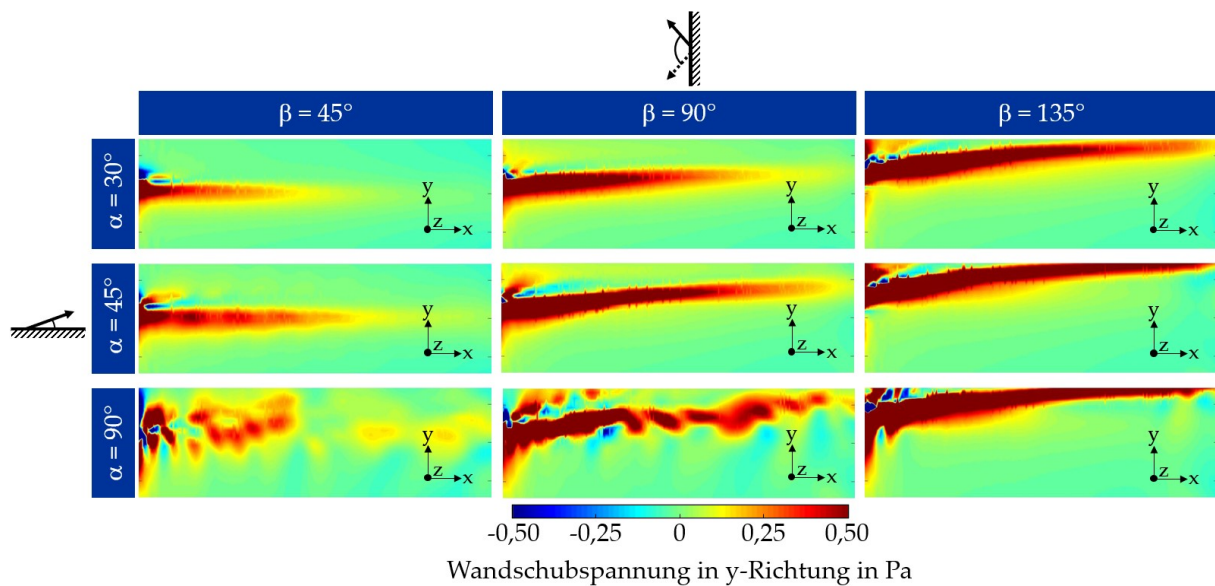 β = 45°
β = 90°
β = 135°
α = 30°
y
z
x
y
z
x
y
z
x
α = 45°
y
z
x
y
z
x
y
z
x
α = 90°
y
z
x
y
z
x
y
z
x
-0,50 -0,25 0 0,25 0,50
Wandschubspannung in y-Richtung in Pa